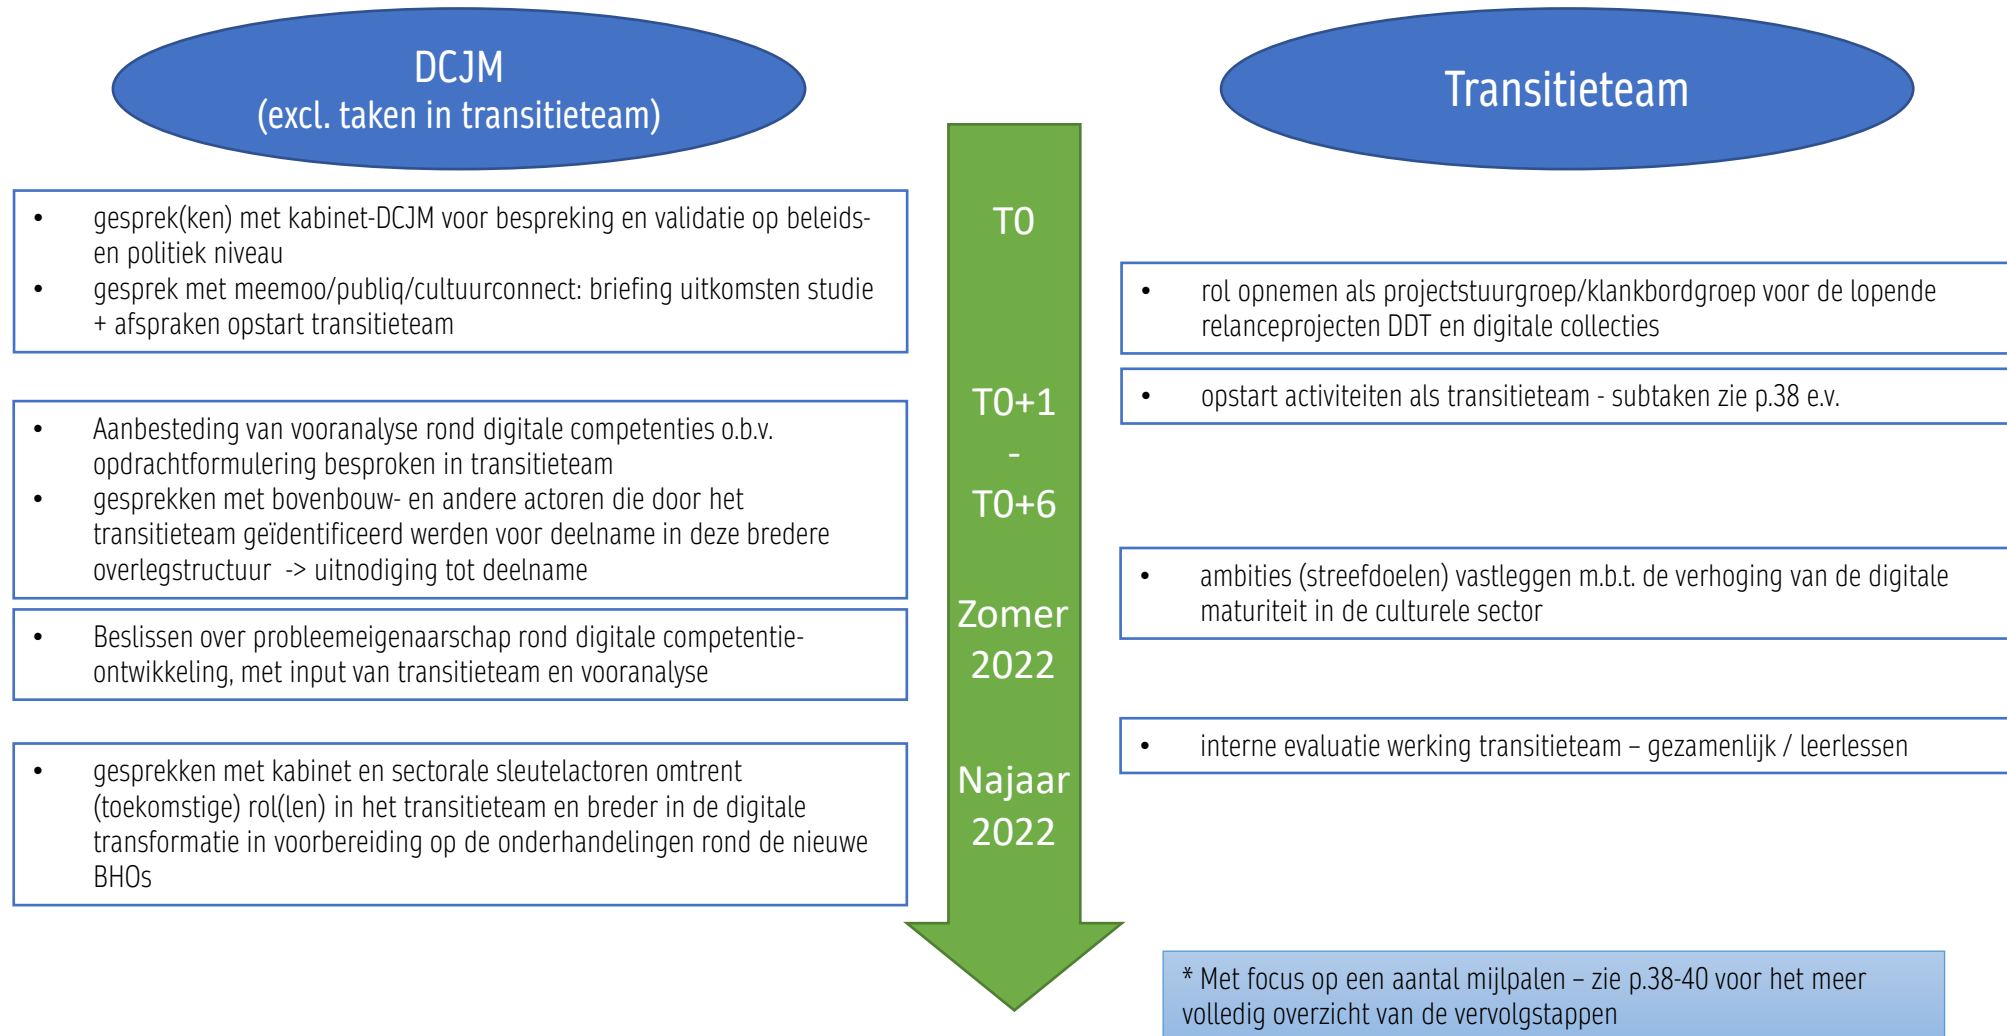 DCJM
(excl. taken in transitieteam)
• gesprek(ken) met kabinet-DCJM voor bespreking en validatie op beleids-
en politiek niveau
• gesprek met meemoo/publiq/cultuurconnect: briefing uitkomsten studie
+ afspraken opstart transitieteam
• Aanbesteding van vooranalyse rond digitale competenties o.b.v.
opdrachtformulering besproken in transitieteam
• gesprekken met bovenbouw- en andere actoren die door het
transitieteam geïdentificeerd werden voor deelname in deze bredere
overlegstructuur -> uitnodiging tot deelname
• Beslissen over probleemeigenaarschap rond digitale competentie-
ontwikkeling, met input van transitieteam en vooranalyse
• gesprekken met kabinet en sectorale sleutelactoren omtrent
(toekomstige) rol(len) in het transitieteam en breder in de digitale
transformatie in voorbereiding op de onderhandelingen rond de nieuwe
BHOs
T0
T0+1
-
T0+6
Zomer
2022
Najaar
2022
Transitieteam
• rol opnemen als projectstuurgroep/klankbordgroep voor de lopende
relanceprojecten DDT en digitale collecties
• opstart activiteiten als transitieteam - subtaken zie p.38 e.v.
• ambities (streefdoelen) vastleggen m.b.t. de verhoging van de digitale
maturiteit in de culturele sector
• interne evaluatie werking transitieteam – gezamenlijk / leerlessen
* Met focus op een aantal mijlpalen – zie p.38-40 voor het meer
volledig overzicht van de vervolgstappen